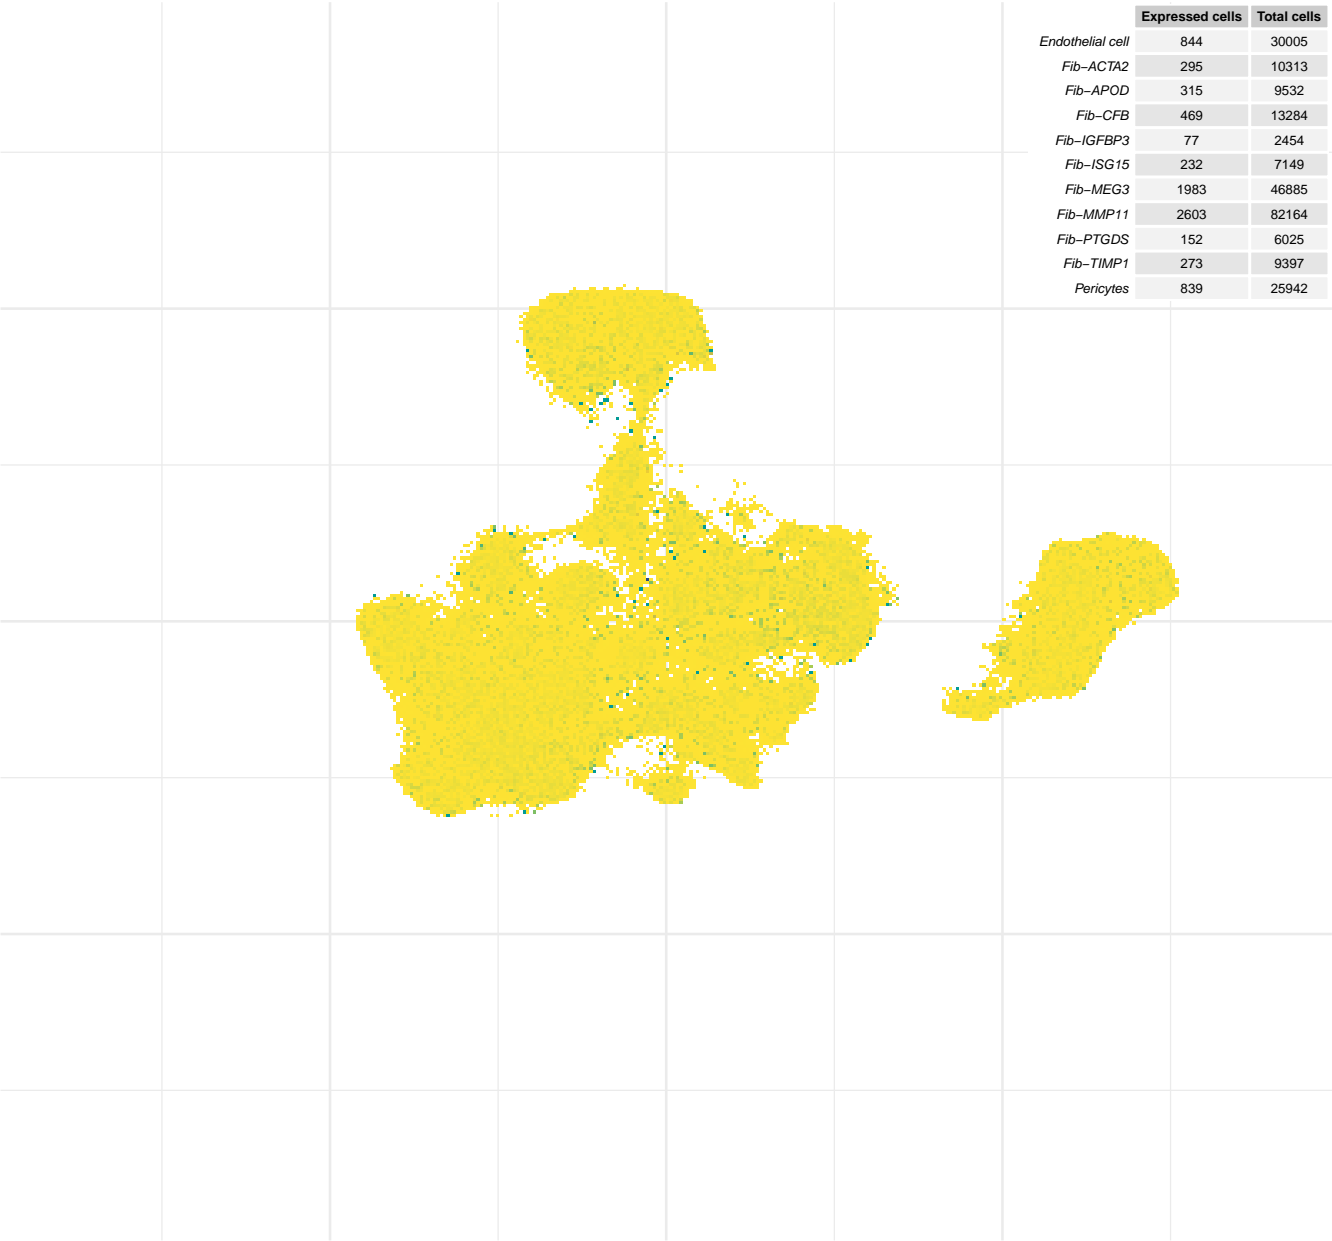 Expressed cells Total cells
Endothelial cell 844 30005
Fib−ACTA2 295 10313
Fib−APOD 315 9532
Fib−CFB 469 13284
Fib−IGFBP3 77 2454
Fib−ISG15 232 7149
Fib−MEG3 1983 46885
Fib−MMP11 2603 82164
Fib−PTGDS 152 6025
Fib−TIMP1 273 9397
Pericytes 839 25942